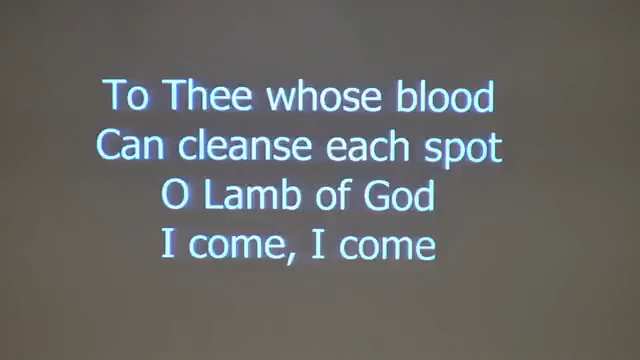 To Thee whose blood
Can cleanse each spot
O Lamb of God
I come, I come